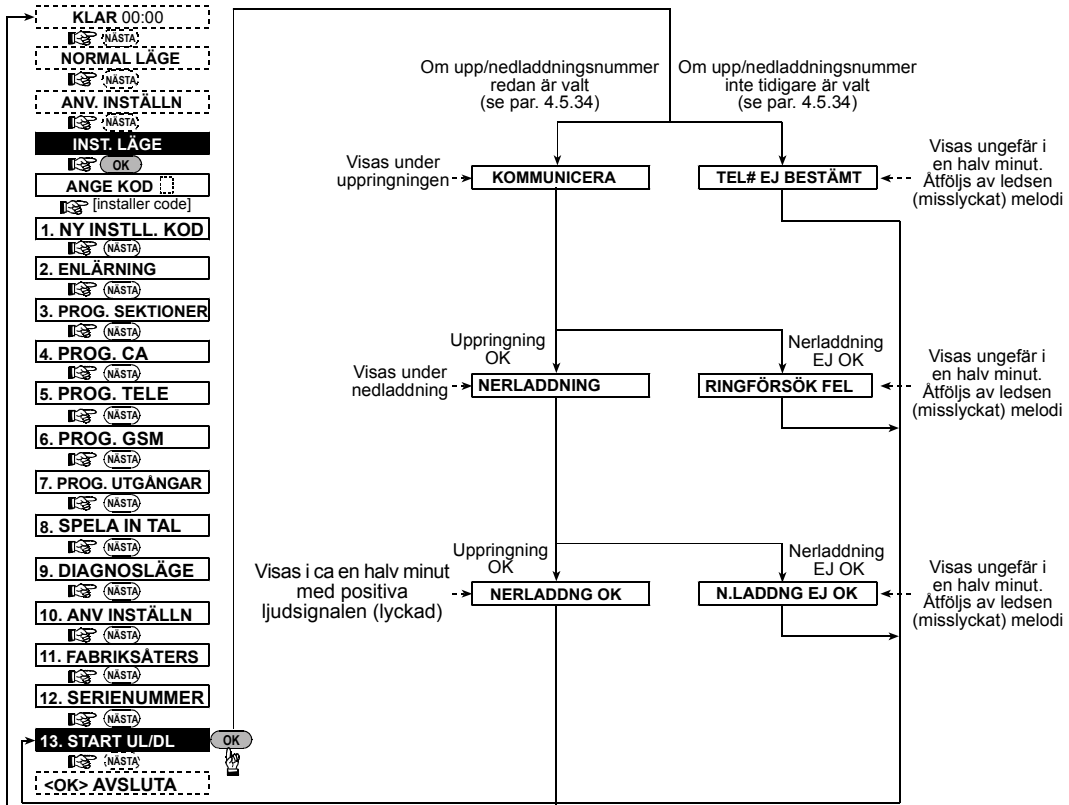 KLAR 00:00
NÄSTA
NORMAL LÄGE
NÄSTA
ANV. INSTÄLLN
NÄSTA
INST. LÄGE
OK
ANGE KOD
[installer code]
1. NY INSTLL. KOD
NÄSTA
2. ENLÄRNING
NÄSTA
3. PROG. SEKTIONER
NÄSTA
4. PROG. CA
NÄSTA
5. PROG. TELE
NÄSTA
6. PROG. GSM
NÄSTA
7. PROG. UTGÅNGAR
NÄSTA
8. SPELA IN TAL
NÄSTA
9. DIAGNOSLÄGE
NÄSTA
10. ANV INSTÄLLN
NÄSTA
11. FABRIKSÅTERS
NÄSTA
12. SERIENUMMER
NÄSTA
13. START UL/DL
OK
NÄSTA
<OK> AVSLUTA
Om upp/nedladdningsnummer
redan är valt
(se par. 4.5.34)
Om upp/nedladdningsnummer
inte tidigare är valt
(se par. 4.5.34)
Visas under
uppringningen
KOMMUNICERA
TEL# EJ BESTÄMT
Visas ungefär i
en halv minut.
Åtföljs av ledsen
(misslyckat) melodi
Uppringning
OK
Nerladdning
EJ OK
Visas under
nedladdning
NERLADDNING
RINGFÖRSÖK FEL
Visas ungefär i
en halv minut.
Åtföljs av ledsen
(misslyckat) melodi
Uppringning
OK
Nerladdning
EJ OK
Visas i ca en halv minut
med positiva
ljudsignalen (lyckad)
NERLADDNG OK
N.LADDNG EJ OK
Visas ungefär i
en halv minut.
Åtföljs av ledsen
(misslyckat) melodi